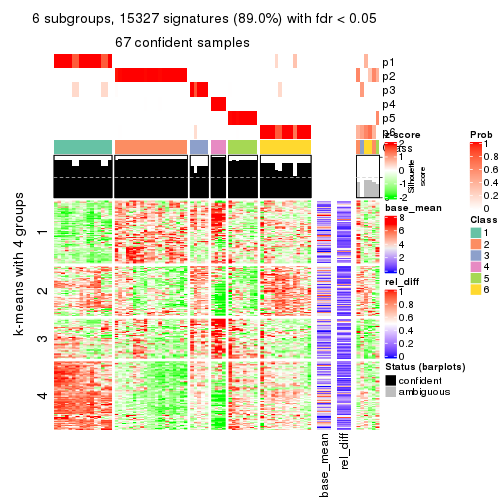 6 subgroups, 15327 signatures (89.0%) with fdr < 0.05
67 confident samples
p1
p2
p3
p4
p5
p6
Class
Silhouette
score
k-means with 4 groups
1
2
3
4
base_mean
rel_diff
z-score
2
1
0
-1
-2
base_mean
8
6
4
2
0
rel_diff
1
0.8
0.6
0.4
0.2
0
Status (barplots)
confident
ambiguous
Prob
1
0.8
0.6
0.4
0.2
0
Class
1
2
3
4
5
6